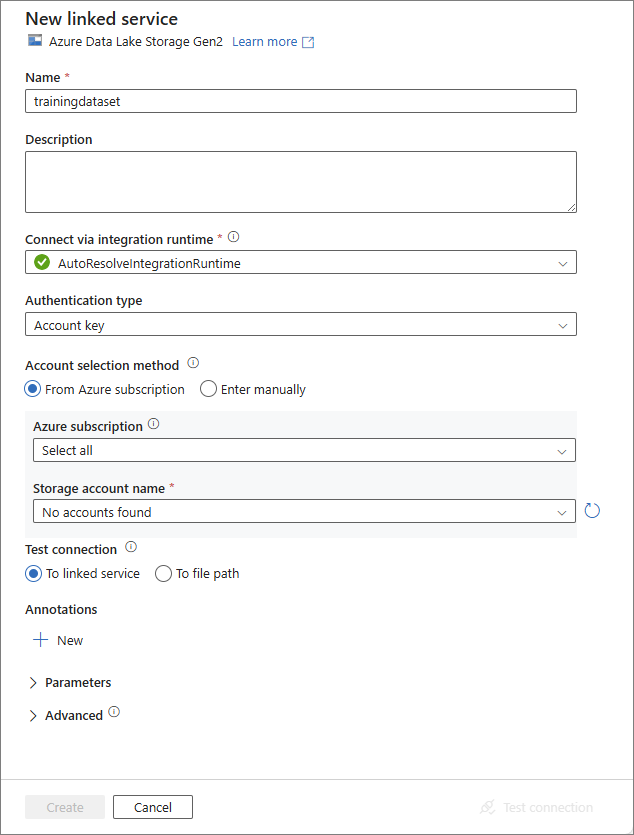 New linked service
Azure Data Lake Storage Gen2 Learn more
Name *
trainingdataset
Description
Connect via integration runtime *
AutoResolveIntegrationRuntime
Authentication type
Account key
Account selection method
From Azure subscription Enter manually
Azure subscription
Select all
Storage account name *
No accounts found
Test connection
To linked service To file path
Annotations
New
Parameters
Advanced
Create Cancel Test connection